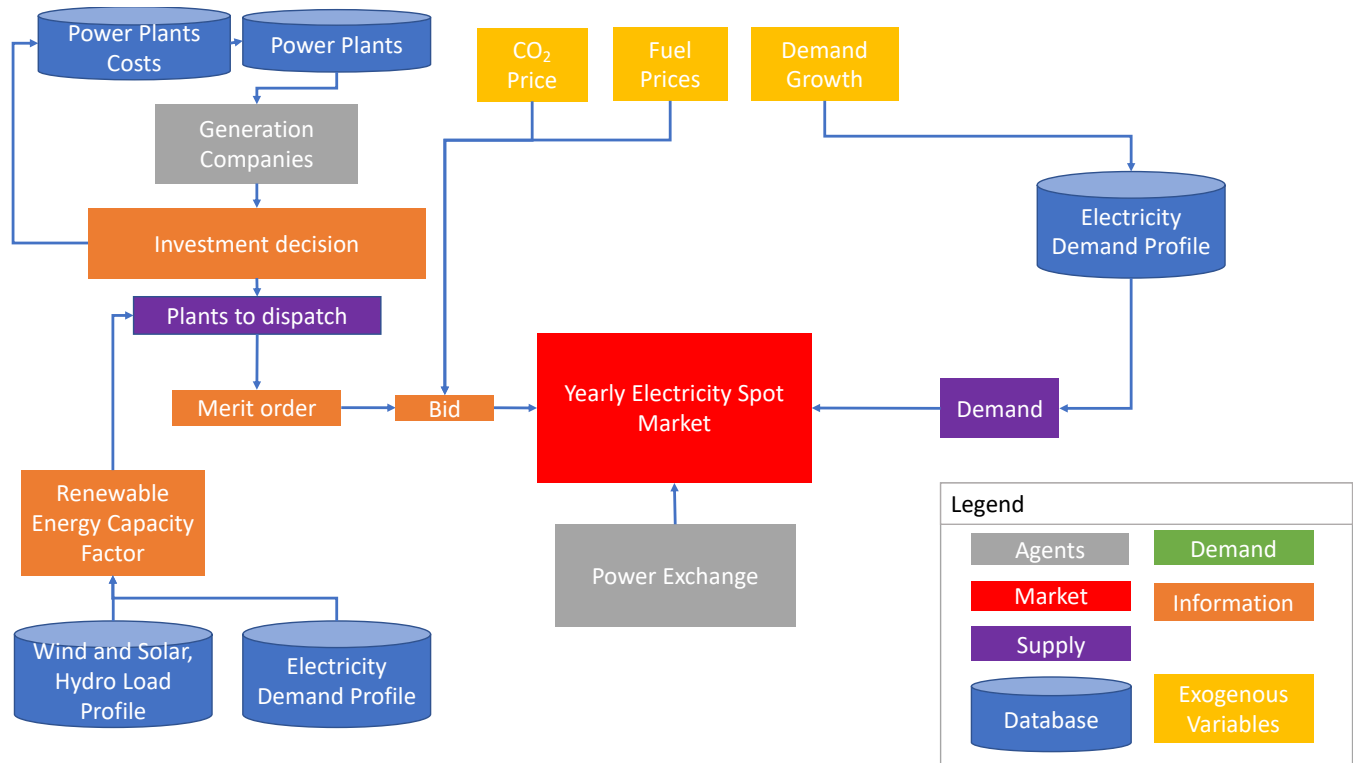 Power Plants
Costs
Power Plants
CO₂
Price
Fuel
Prices
Demand
Growth
Generation
Companies
Electricity
Demand Profile
Investment decision
Plants to dispatch
Merit order
Bid
Yearly Electricity Spot
Market
Demand
Renewable
Energy Capacity
Factor
Power Exchange
Wind and Solar,
Hydro Load
Profile
Electricity
Demand Profile
Legend
Agents
Demand
Market
Information
Supply
Database
Exogenous
Variables